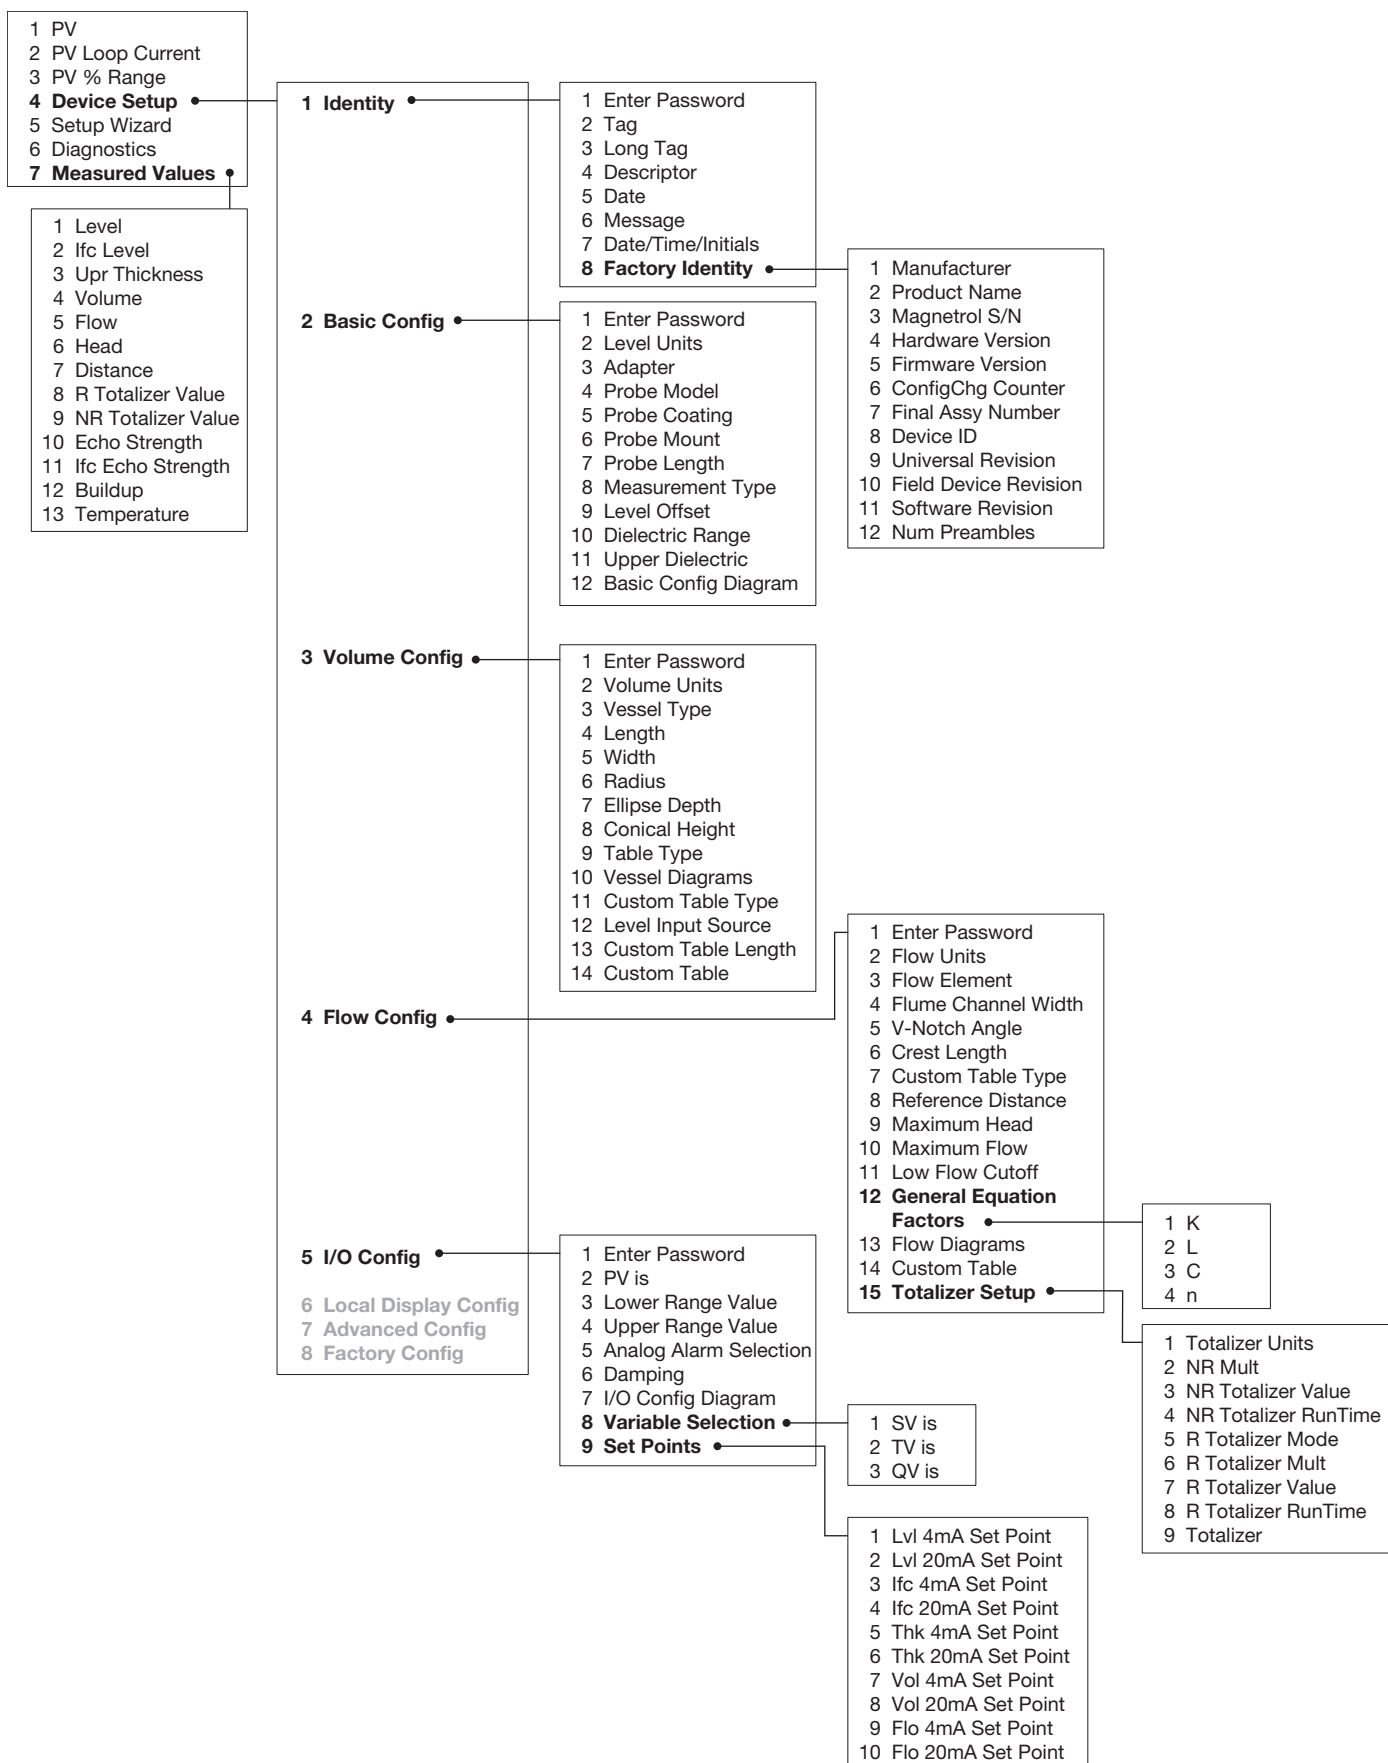 1 PV
2 PV Loop Current
3 PV % Range
4 Device Setup
5 Setup Wizard
6 Diagnostics
7 Measured Values
1 Level
2 Ifc Level
3 Upr Thickness
4 Volume
5 Flow
6 Head
7 Distance
8 R Totalizer Value
9 NR Totalizer Value
10 Echo Strength
11 Ifc Echo Strength
12 Buildup
13 Temperature
1 Identity
2 Basic Config
3 Volume Config
4 Flow Config
5 I/O Config
6 Local Display Config
7 Advanced Config
8 Factory Config
1 Enter Password
2 Tag
3 Long Tag
4 Descriptor
5 Date
6 Message
7 Date/Time/Initials
8 Factory Identity
1 Manufacturer
2 Product Name
3 Magnetrol S/N
4 Hardware Version
5 Firmware Version
6 ConfigChg Counter
7 Final Assy Number
8 Device ID
9 Universal Revision
10 Field Device Revision
11 Software Revision
12 Num Preambles
1 Enter Password
2 Level Units
3 Adapter
4 Probe Model
5 Probe Coating
6 Probe Mount
7 Probe Length
8 Measurement Type
9 Level Offset
10 Dielectric Range
11 Upper Dielectric
12 Basic Config Diagram
1 Enter Password
2 Volume Units
3 Vessel Type
4 Length
5 Width
6 Radius
7 Ellipse Depth
8 Conical Height
9 Table Type
10 Vessel Diagrams
11 Custom Table Type
12 Level Input Source
13 Custom Table Length
14 Custom Table
1 Enter Password
2 Flow Units
3 Flow Element
4 Flume Channel Width
5 V-Notch Angle
6 Crest Length
7 Custom Table Type
8 Reference Distance
9 Maximum Head
10 Maximum Flow
11 Low Flow Cutoff
12 General Equation
Factors
13 Flow Diagrams
14 Custom Table
15 Totalizer Setup
1 K
2 L
3 C
4 n
1 Totalizer Units
2 NR Mult
3 NR Totalizer Value
4 NR Totalizer RunTime
5 R Totalizer Mode
6 R Totalizer Mult
7 R Totalizer Value
8 R Totalizer RunTime
9 Totalizer
1 Enter Password
2 PV is
3 Lower Range Value
4 Upper Range Value
5 Analog Alarm Selection
6 Damping
7 I/O Config Diagram
8 Variable Selection
9 Set Points
1 SV is
2 TV is
3 QV is
1 Lvl 4mA Set Point
2 Lvl 20mA Set Point
3 Ifc 4mA Set Point
4 Ifc 20mA Set Point
5 Thk 4mA Set Point
6 Thk 20mA Set Point
7 Vol 4mA Set Point
8 Vol 20mA Set Point
9 Flo 4mA Set Point
10 Flo 20mA Set Point